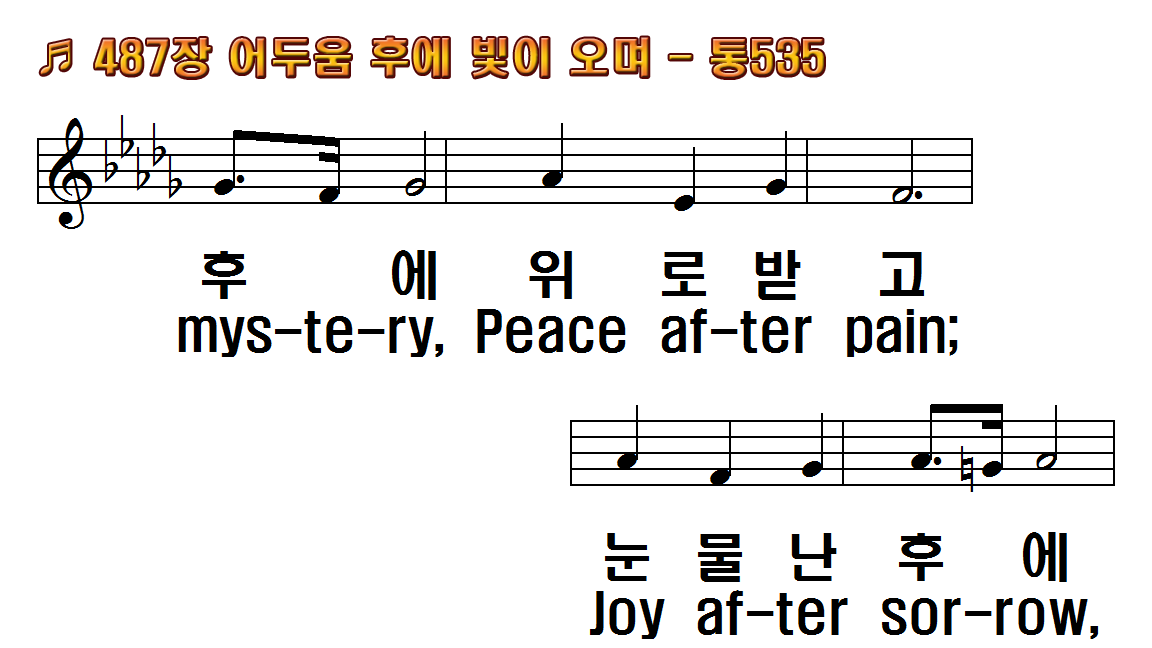 ♬ 487장 어두움 후에 빛이 오며 - 통535
후 에 위 로 받 고
mys-te-ry, Peace af-ter pain;
눈 물 난 후 에
Joy af-ter sor-row,